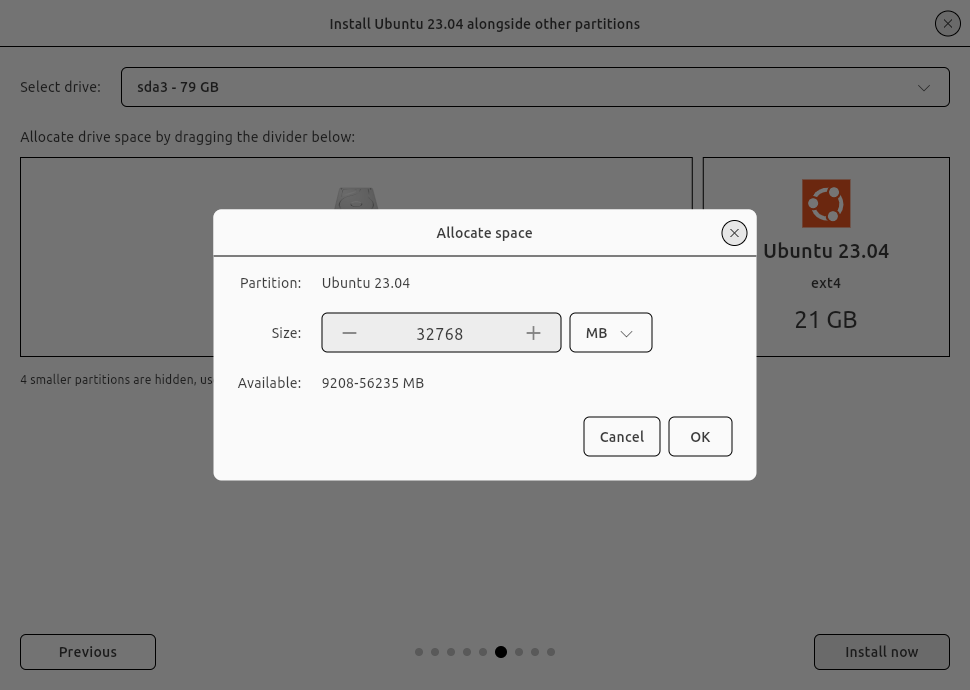 Install Ubuntu 23.04 alongside other partitions
Select drive: sda3 - 79 GB
Allocate drive space by dragging the divider below:
Ubuntu 23.04
ext4
21 GB
4 smaller partitions are hidden,
Allocate space
Partition: Ubuntu 23.04
Size: 32768 MB
Available: 9208-56235 MB
Cancel OK
Previous Install now